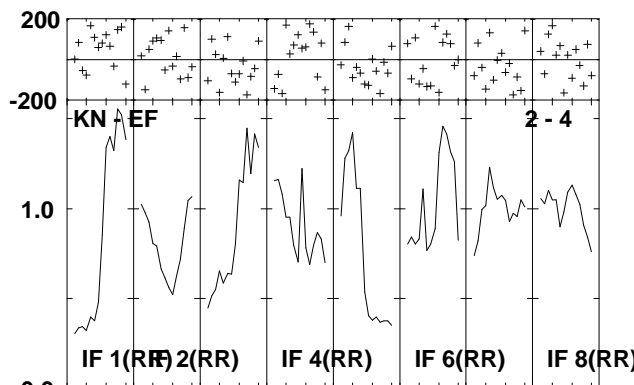 200
-200
KN - EF 2 - 4
1.0
IF 1(RR) IF 2(RR) IF 4(RR) IF 6(RR) IF 8(RR)